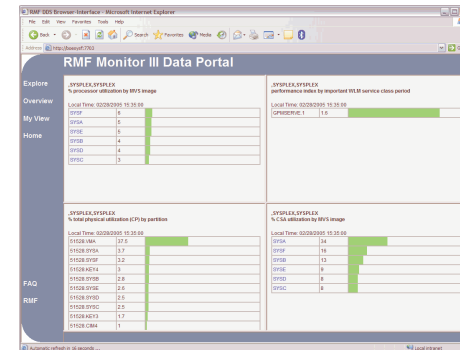 RMF DDS Browser-Interface - Microsoft Internet Explorer
File Edit View Favorites Tools Help
Back Search Favorites Media
Address
RMF Monitor III Data Portal
Explore
Overview
My View
Home
FAQ
RMF
,SYSPLEX,SYSPLEX
% processor utilization by MVS image
Local Time: 02/28/2005 15:35:00
SYSF 6
SYSA 5
SYSE 5
SYSB 4
SYSD 4
SYSC 3
,SYSPLEX,SYSPLEX
performance index by important WLM service class period
Local Time: 02/28/2005 15:35:00
GPMSERVE.1 1.6
,SYSPLEX,SYSPLEX
% total physical utilization (CP) by partition
Local Time: 02/28/2005 15:35:00
51528.VMA 37.5
51528.SYSA 3.7
51528.SYSF 3.2
51528.KEY4 3
51528.SYSB 2.8
51528.SYSE 2.6
51528.SYSD 2.5
51528.SYSC 2.5
51528.KEY3 1.7
51528.CIM4 1
,SYSPLEX,SYSPLEX
% CSA utilization by MVS image
Local Time: 02/28/2005 15:35:00
SYSA 34
SYSF 16
SYSB 13
SYSE 9
SYSD 8
SYSC 8
Automatic refresh in 16 seconds ...
Local intranet